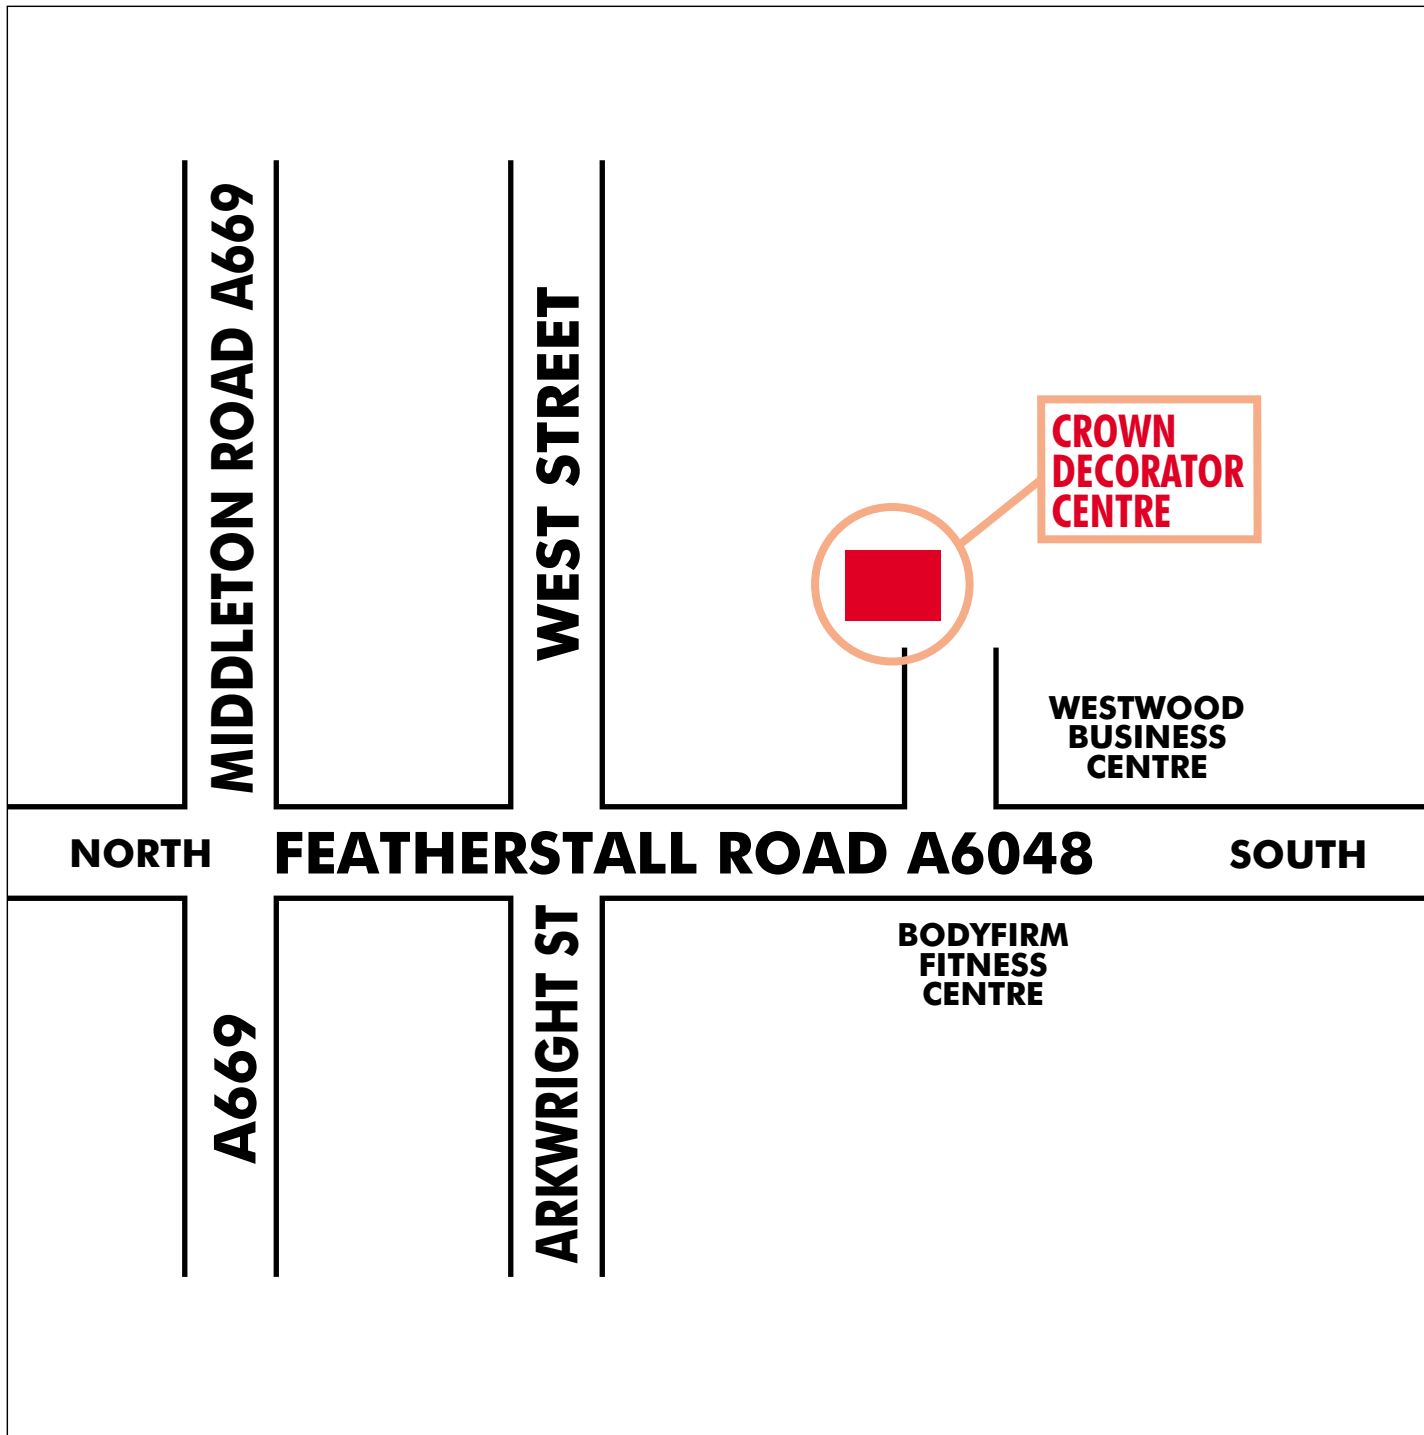 MIDDLETON ROAD A669
WEST STREET
CROWN
DECORATOR
CENTRE
WESTWOOD
BUSINESS
CENTRE
NORTH
FEATHERSTALL ROAD A6048
SOUTH
BODYFIRM
FITNESS
CENTRE
A669
ARKWRIGHT ST